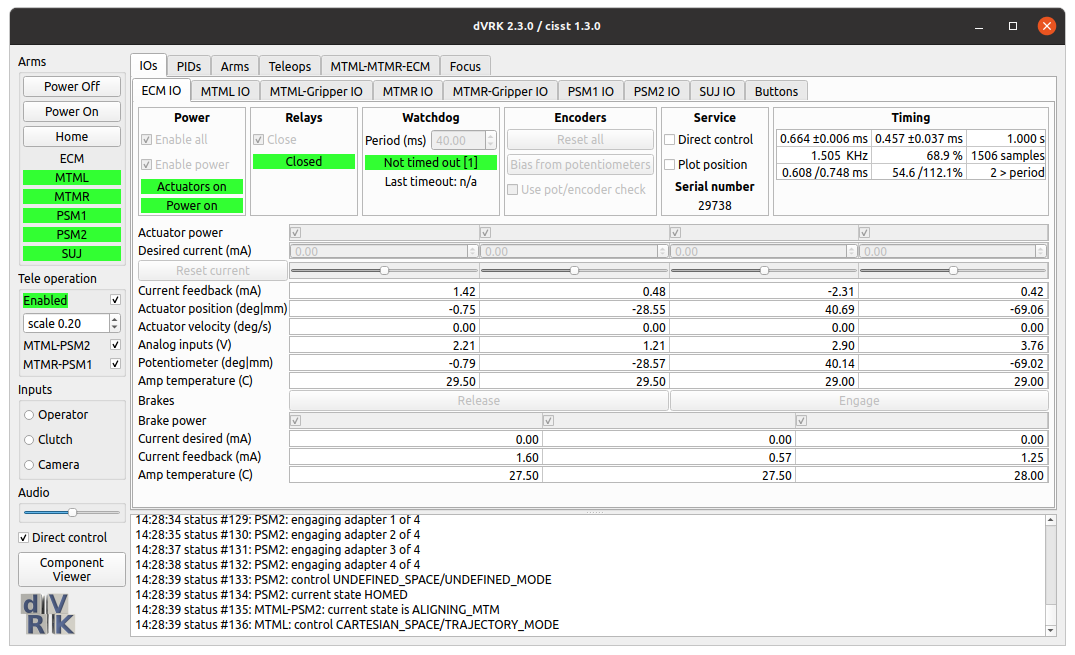 dVRK 2.3.0 / cisst 1.3.0
Arms
Power Off
Power On
Home
ECM
MTML
MTMR
PSM1
PSM2
SUJ
Tele operation
Enabled
scale 0.20
MTML-PSM2
MTMR-PSM1
Inputs
Operator
Clutch
Camera
Audio
Direct control
Component
Viewer
dVRK
IOs PIDs Arms Teleops MTML-MTMR-ECM Focus
ECM IO MTML IO MTML-Gripper IO MTMR IO MTMR-Gripper IO PSM1 IO PSM2 IO SUJ IO Buttons
Power
Enable all
Enable power
Actuators on
Power on
Relays
Close
Closed
Watchdog
Period (ms) 40.00
Not timed out [1]
Last timeout: n/a
Encoders
Reset all
Bias from potentiometers
Use pot/encoder check
Service
Direct control
Plot position
Serial number
29738
Timing
0.664 ±0.006 ms 0.457 ±0.037 ms 1.000 s
1.505 KHz 68.9 % 1506 samples
0.608 /0.748 ms 54.6 /112.1% 2 > period
Actuator power
Desired current (mA) 0.00 0.00 0.00 0.00
Reset current
Current feedback (mA) 1.42 0.48 -2.31 0.42
Actuator position (deg|mm) -0.75 -28.55 40.69 -69.06
Actuator velocity (deg/s) 0.00 0.00 0.00 0.00
Analog inputs (V) 2.21 1.21 2.90 3.76
Potentiometer (deg|mm) -0.79 -28.57 40.14 -69.02
Amp temperature (C) 29.50 29.50 29.00 29.00
Brakes Release Engage
Brake power
Current desired (mA) 0.00 0.00 0.00
Current feedback (mA) 1.60 0.57 1.25
Amp temperature (C) 27.50 27.50 28.00
14:28:34 status #129: PSM2: engaging adapter 1 of 4
14:28:35 status #130: PSM2: engaging adapter 2 of 4
14:28:37 status #131: PSM2: engaging adapter 3 of 4
14:28:38 status #132: PSM2: engaging adapter 4 of 4
14:28:39 status #133: PSM2: control UNDEFINED_SPACE/UNDEFINED_MODE
14:28:39 status #134: PSM2: current state HOMED
14:28:39 status #135: MTML-PSM2: current state is ALIGNING_MTM
14:28:39 status #136: MTML: control CARTESIAN_SPACE/TRAJECTORY_MODE